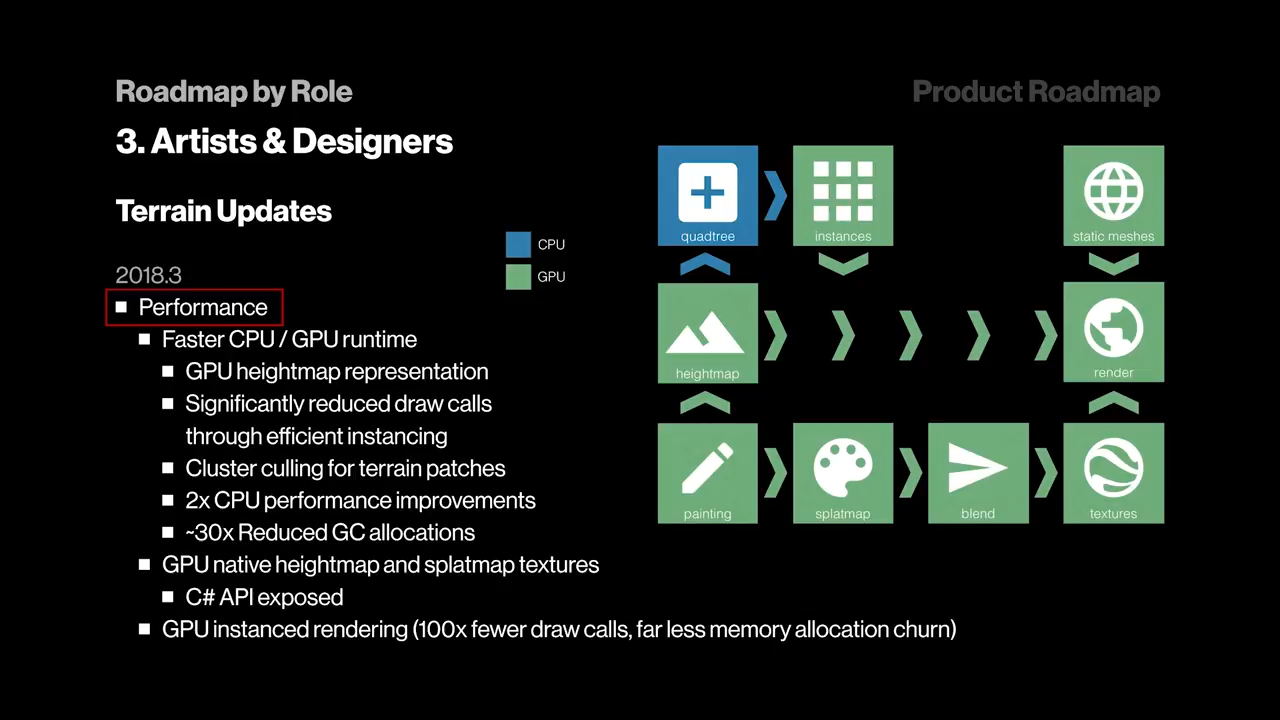 Roadmap by Role
Product Roadmap
3. Artists & Designers
Terrain Updates
CPU
GPU
2018.3
Performance
Faster CPU / GPU runtime
GPU heightmap representation
Significantly reduced draw calls
through efficient instancing
Cluster culling for terrain patches
2x CPU performance improvements
~30x Reduced GC allocations
GPU native heightmap and splatmap textures
C# API exposed
GPU instanced rendering (100x fewer draw calls, far less memory allocation churn)
quadtree
instances
static meshes
heightmap
render
painting
splatmap
blend
textures